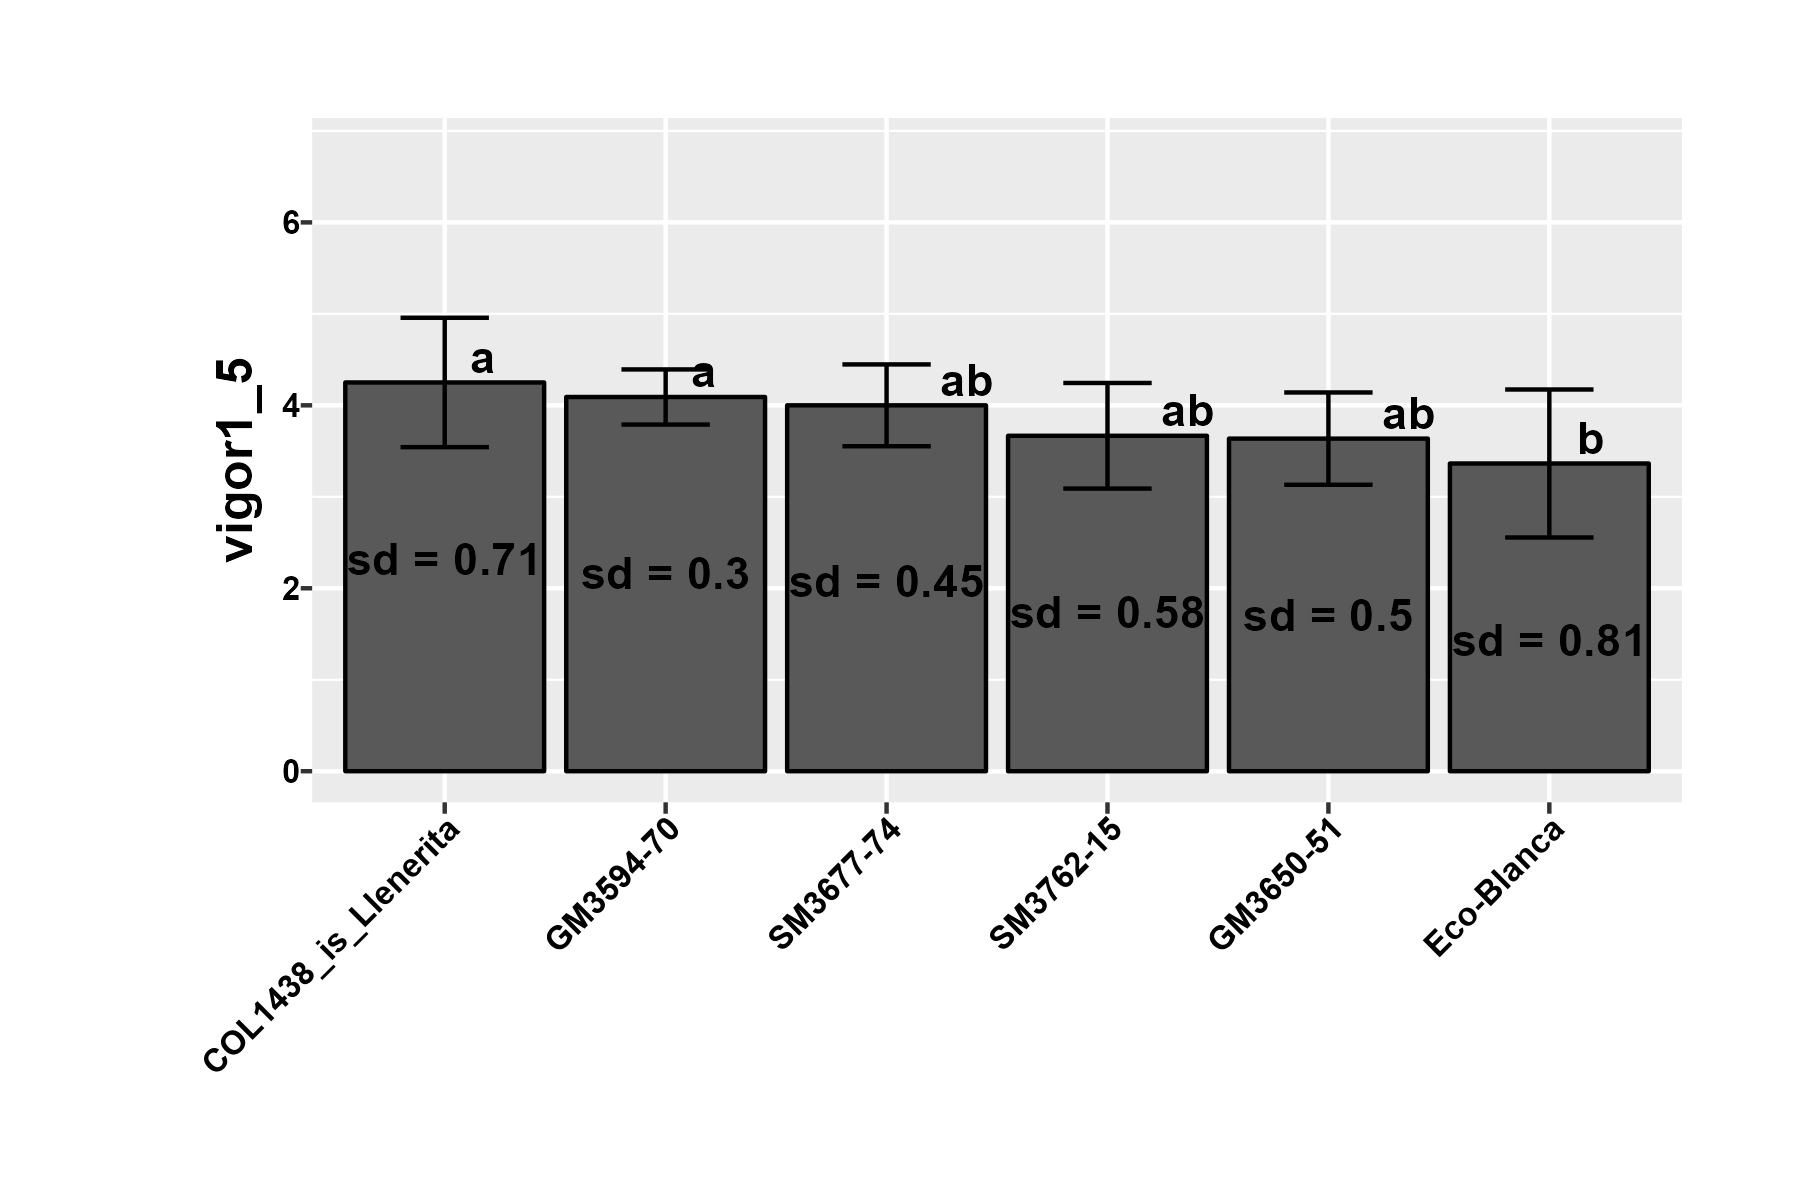 vigor1_5
6
4
2
0
a
a
ab
ab
ab
b
sd = 0.71
sd = 0.3
sd = 0.45
sd = 0.58
sd = 0.5
sd = 0.81
COL1438_is_Llenerita
GM3594-70
SM3677-74
SM3762-15
GM3650-51
Eco-Blanca